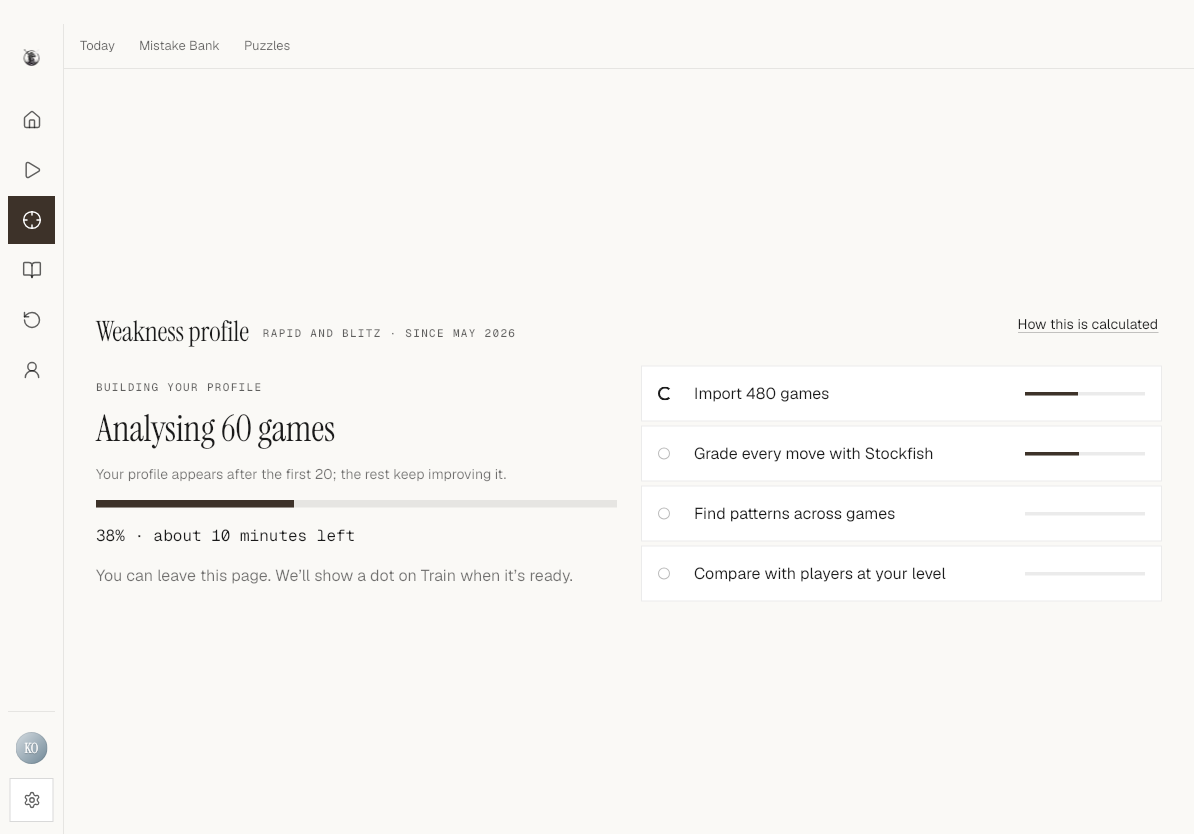 Today
Mistake Bank
Puzzles
Weakness profile
RAPID AND BLITZ · SINCE MAY 2026
How this is calculated
BUILDING YOUR PROFILE
Analysing 60 games
Your profile appears after the first 20; the rest keep improving it.
38% · about 10 minutes left
You can leave this page. We’ll show a dot on Train when it’s ready.
Import 480 games
Grade every move with Stockfish
Find patterns across games
Compare with players at your level
KO